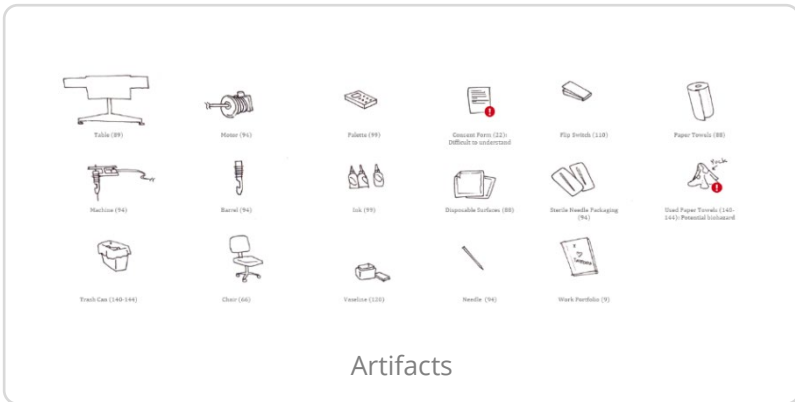 Table (89)
Motor (94)
Palette (99)
Consent Form (22):
Difficult to understand
Flip Switch (118)
Paper Towels (88)
Machine (94)
Barrel (94)
Ink (99)
Disposable Surfaces (88)
Sterile Needle Packaging
(94)
Used Paper Towels (140-
144): Potential biohazard
Trash Can (140-144)
Chair (66)
Vaseline
Needle (94)
Work Portfolio (9)
Artifacts